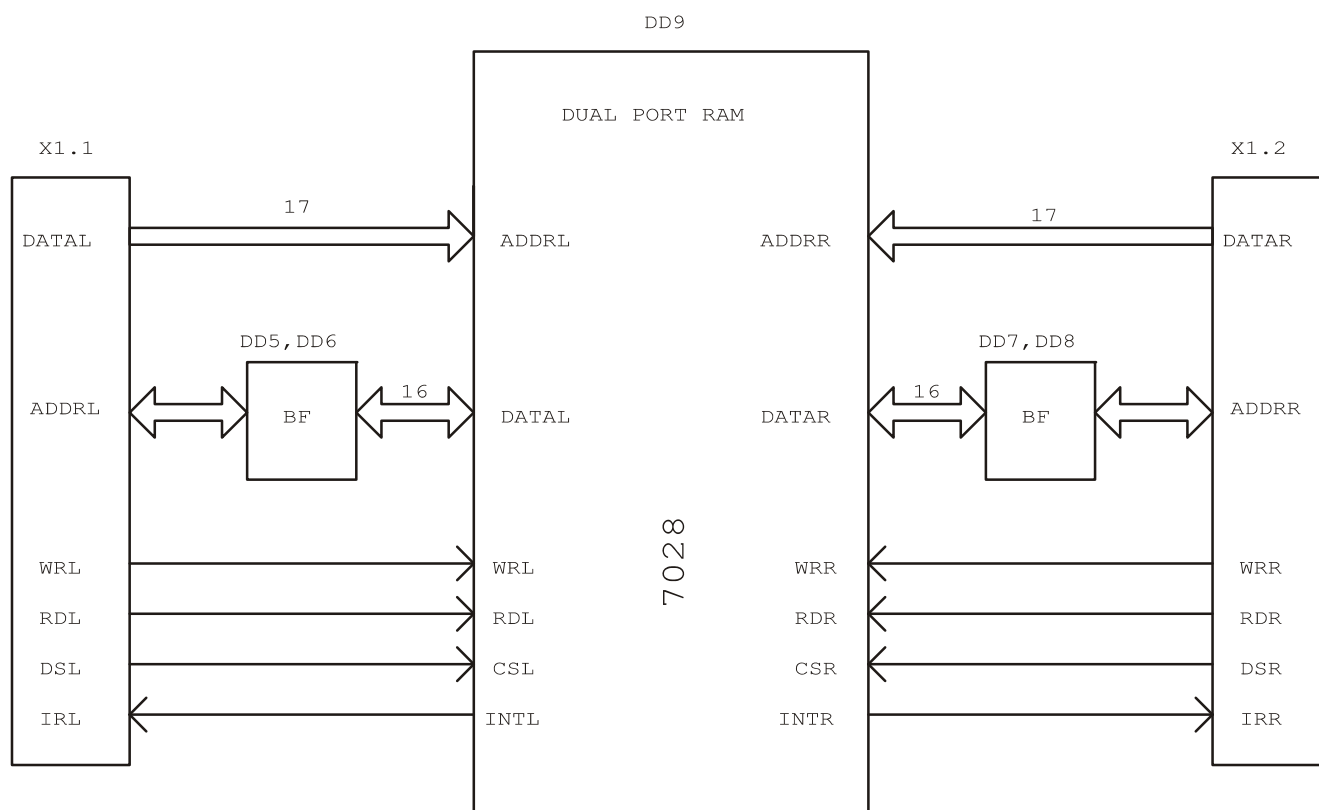 DD9
DUAL PORT RAM
X1.1
X1.2
17
17
DATAL
ADDRL
ADDRR
DATAR
DD5,DD6
DD7,DD8
16
16
ADDRL
BF
DATAL
DATAR
BF
ADDRR
7028
WRL
WRL
WRR
WRR
RDL
RDL
RDR
RDR
DSL
CSL
CSR
DSR
IRL
INTL
INTR
IRR